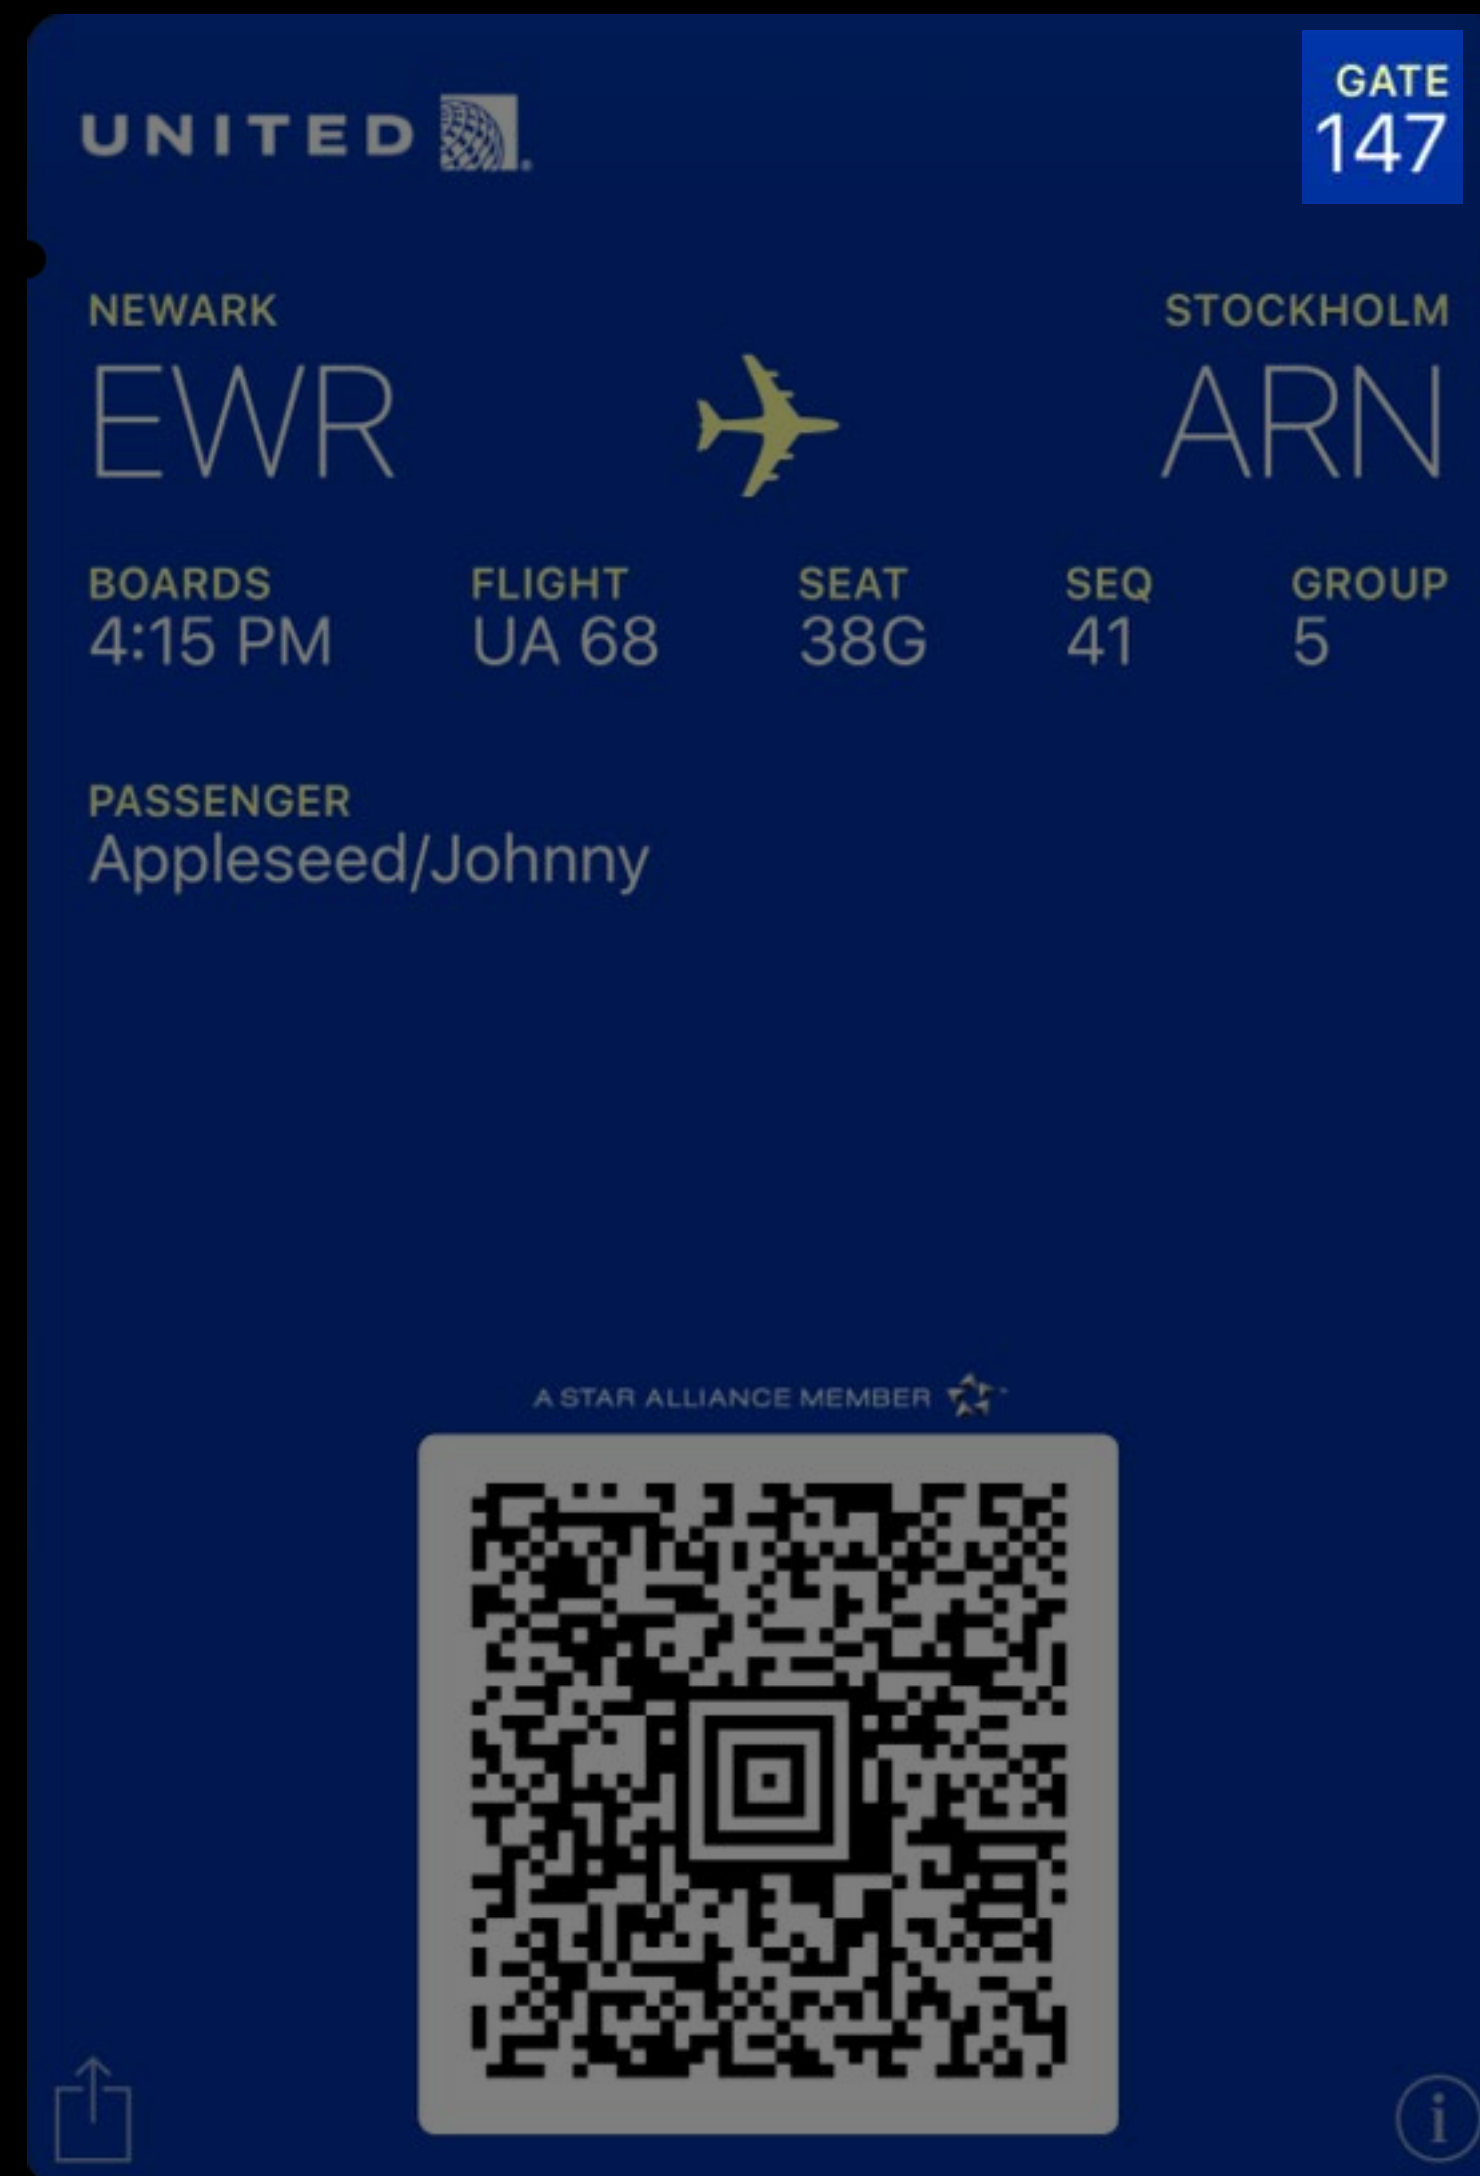 UNITED
GATE
147
NEWARK
STOCKHOLM
EWR
ARN
BOARDS
FLIGHT
SEAT
SEQ
GROUP
4:15 PM
UA 68
38G
41
5
PASSENGER
Appleseed/Johnny
A STAR ALLIANCE MEMBER